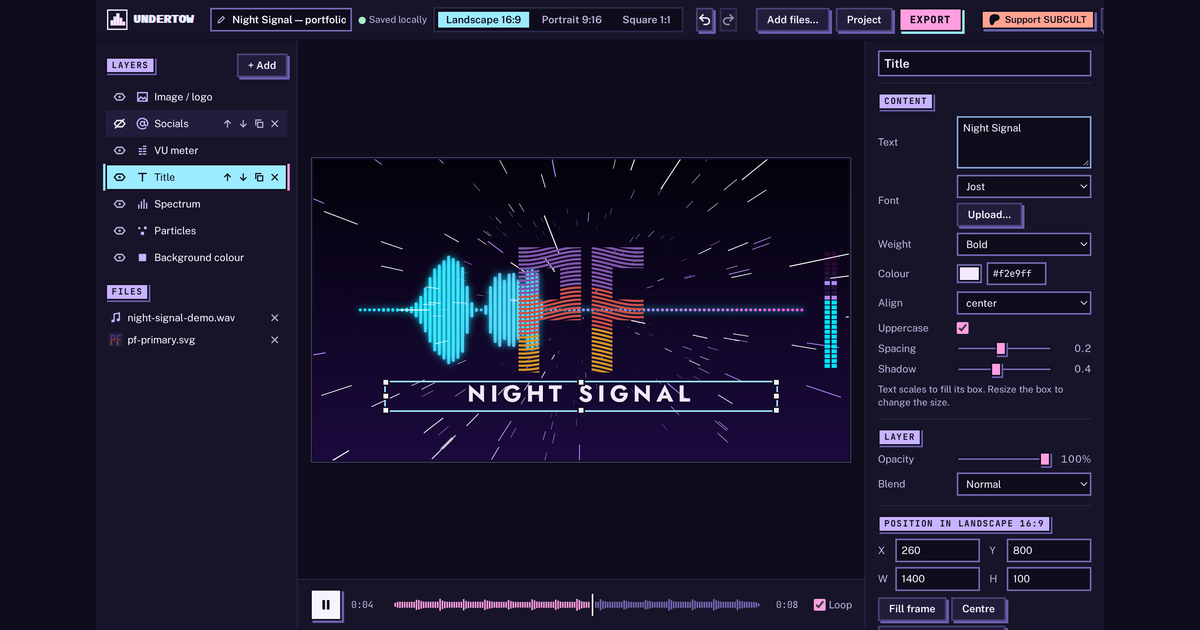 UNDERTOW
Night Signal — portfolio
Saved locally
Landscape 16:9
Portrait 9:16
Square 1:1
Add files...
Project
EXPORT
Support SUBCULT
LAYERS
+ Add
Image / logo
Socials
VU meter
Title
Spectrum
Particles
Background colour
FILES
night-signal-demo.wav
PF pf-primary.svg
NIGHT SIGNAL
0:04
0:08
Loop
Title
CONTENT
Text
Night Signal
Font
Jost
Upload...
Weight
Bold
Colour
#f2e9ff
Align
center
Uppercase
Spacing
0.2
Shadow
0.4
Text scales to fill its box. Resize the box to
change the size.
LAYER
Opacity
100%
Blend
Normal
POSITION IN LANDSCAPE 16:9
X 260 Y 800
W 1400 H 100
Fill frame
Centre